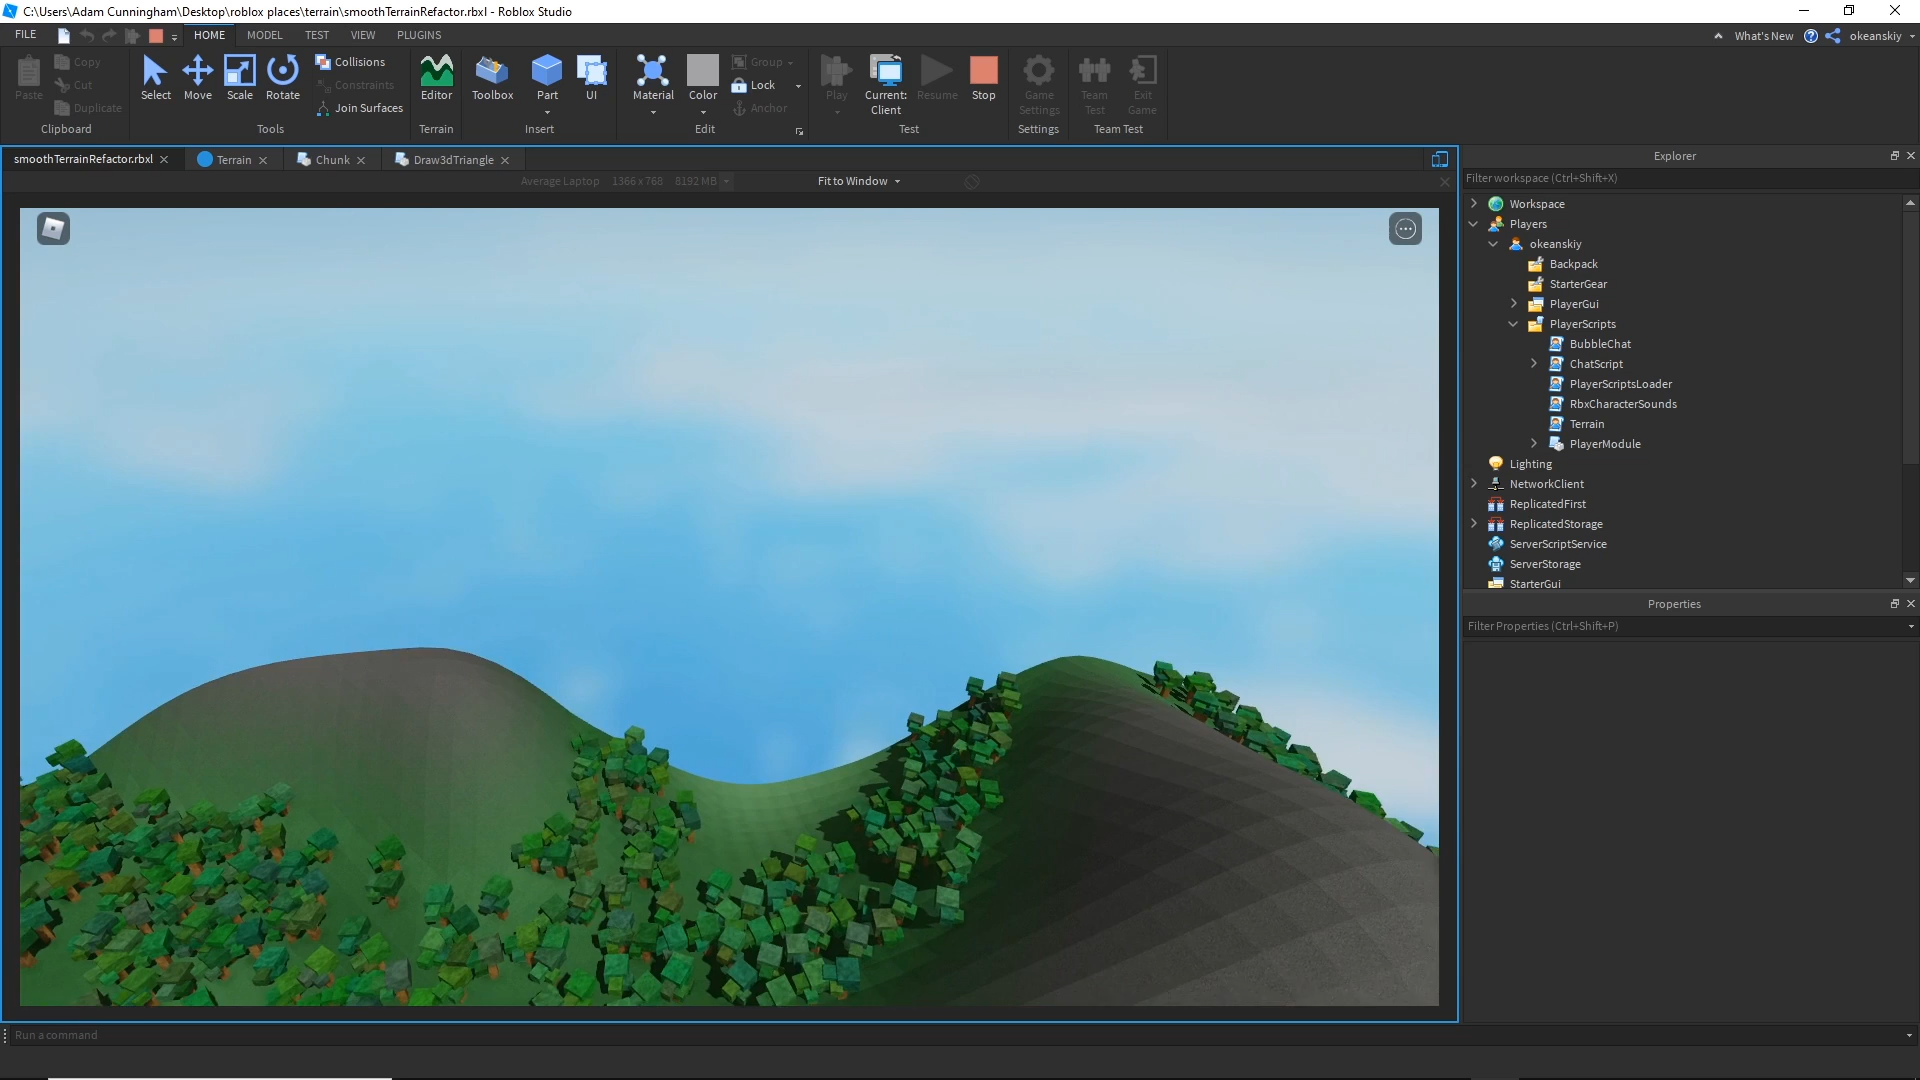 C:\Users\Adam Cunningham\Desktop\roblox places\terrain\smoothTerrainRefactor.rbxl - Roblox Studio
FILE HOME MODEL TEST VIEW PLUGINS What's New okeanskiy
Paste Copy Cut Duplicate
Clipboard
Select Move Scale Rotate Collisions Constraints Join Surfaces
Tools
Editor
Terrain
Toolbox Part UI
Insert
Material Color Group Lock Anchor
Edit
Play Current: Client Resume Stop
Test
Game Settings
Settings
Team Test Exit Game
Team Test
smoothTerrainRefactor.rbxl Terrain Chunk Draw3dTriangle
Average Laptop 1366 x 768 8192 MB Fit to Window
Explorer
Filter workspace (Ctrl+Shift+X)
Workspace
Players
okeanskiy
Backpack
StarterGear
PlayerGui
PlayerScripts
BubbleChat
ChatScript
PlayerScriptsLoader
RbxCharacterSounds
Terrain
PlayerModule
Lighting
NetworkClient
ReplicatedFirst
ReplicatedStorage
ServerScriptService
ServerStorage
StarterGui
Properties
Filter Properties (Ctrl+Shift+P)
Run a command